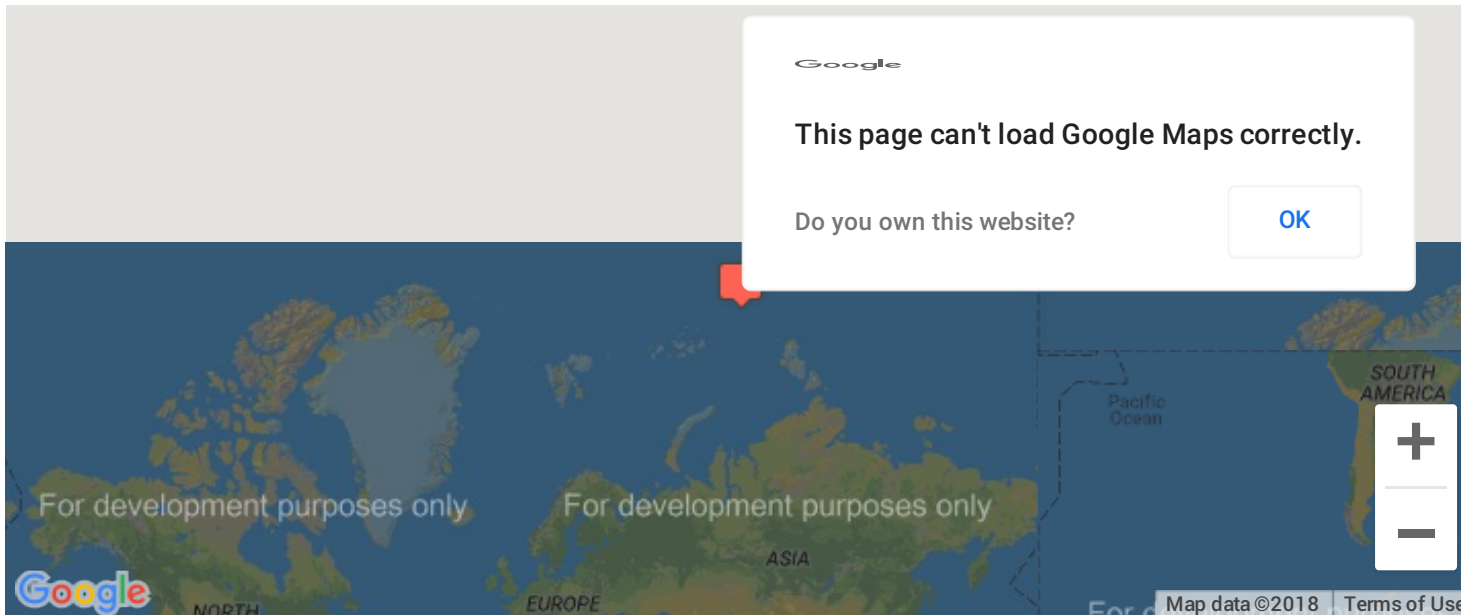 Google
This page can't load Google Maps correctly.
Do you own this website?
OK
SOUTH
AMERICA
Pacific
Ocean
For development purposes only
For development purposes only
ASIA
EUROPE
NORTH
Google
For
Map data ©2018
Terms of Use